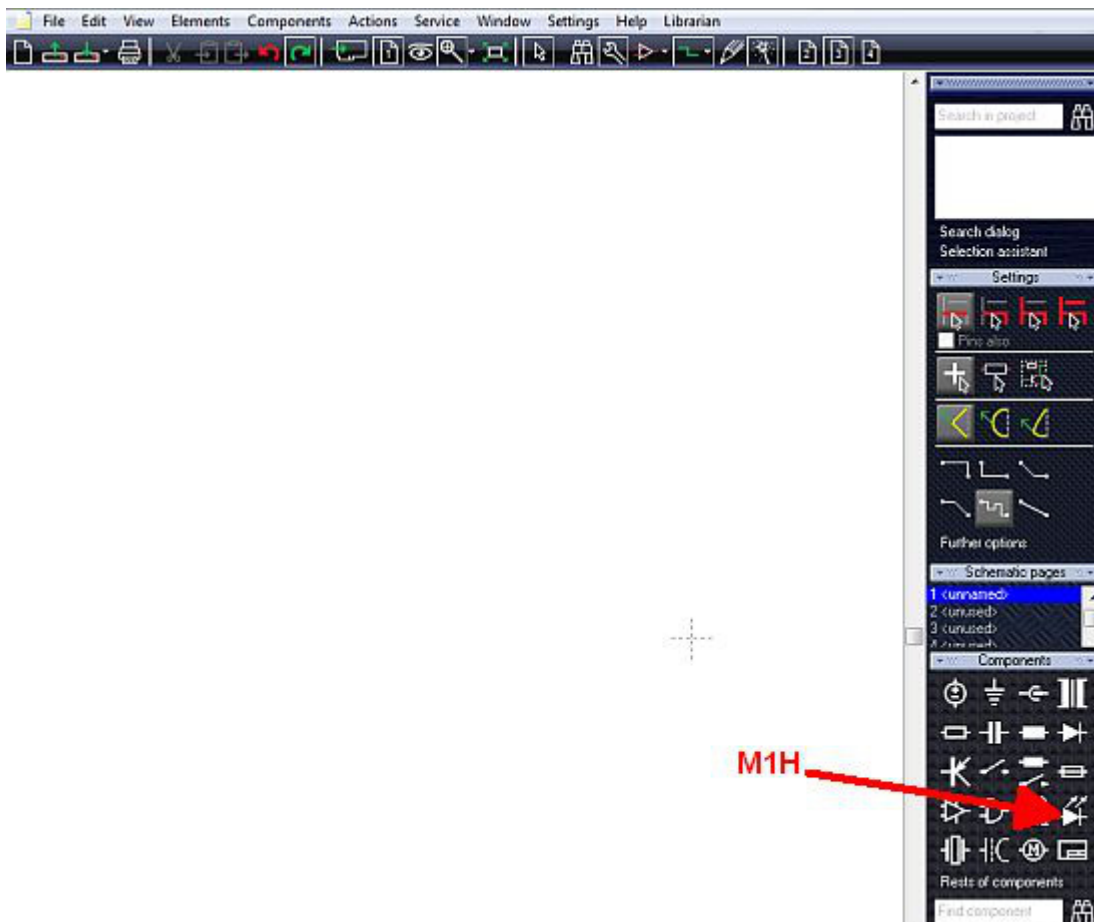 File Edit View Elements Components Actions Service Window Settings Help Librarian
Search in project
Search dialog
Selection assistant
Settings
Pins also
Further options
Schematic pages
1 <unnamed>
2 <unused>
3 <unused>
4 <unused>
Components
M1H
Rests of components
Find component